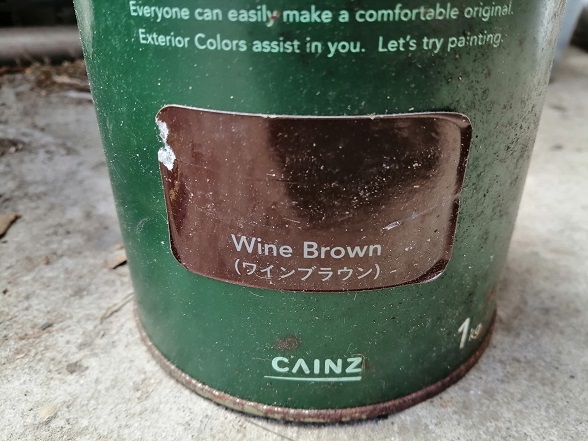 Everyone can easily make a comfortable original.
Exterior Colors assist in you. Let's try painting.
Wine Brown
(ワインブラウン)
1kg
CAINZ